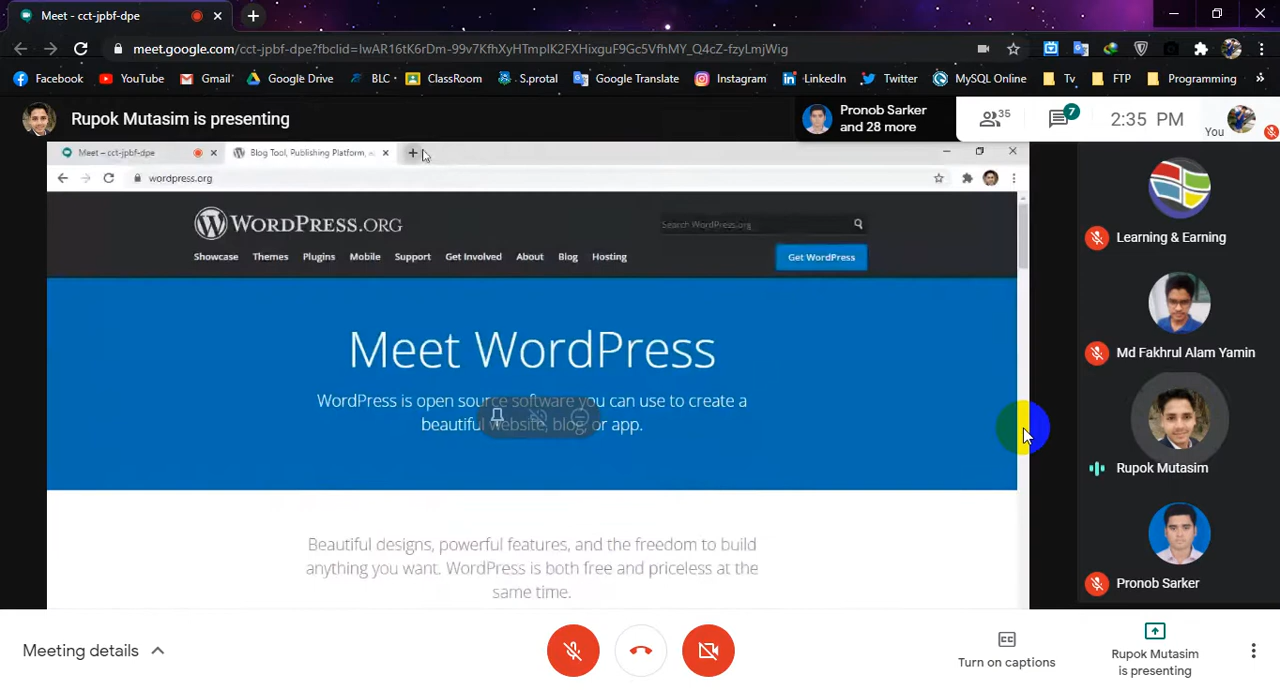 Meet - cct-jpbf-dpe
meet.google.com/cct-jpbf-dpe?fbclid=IwAR16tK6rDm-99v7KfhXyHTmplK2FXHixguF9Gc5VfhMY_Q4cZ-fzyLmjWig
Facebook YouTube Gmail Google Drive BLC ClassRoom S.protal Google Translate Instagram LinkedIn Twitter MySQL Online Tv FTP Programming
Rupok Mutasim is presenting
Pronob Sarker
and 28 more
35
7
2:35 PM
You
Meet – cct-jpbf-dpe
Blog Tool, Publishing Platform,
wordpress.org
WORDPRESS.ORG
Search WordPress.org
Showcase Themes Plugins Mobile Support Get Involved About Blog Hosting
Get WordPress
Meet WordPress
WordPress is open source software you can use to create a
beautiful website, blog, or app.
Beautiful designs, powerful features, and the freedom to build
anything you want. WordPress is both free and priceless at the
same time.
Learning & Earning
Md Fakhrul Alam Yamin
Rupok Mutasim
Pronob Sarker
Meeting details
Turn on captions
Rupok Mutasim
is presenting